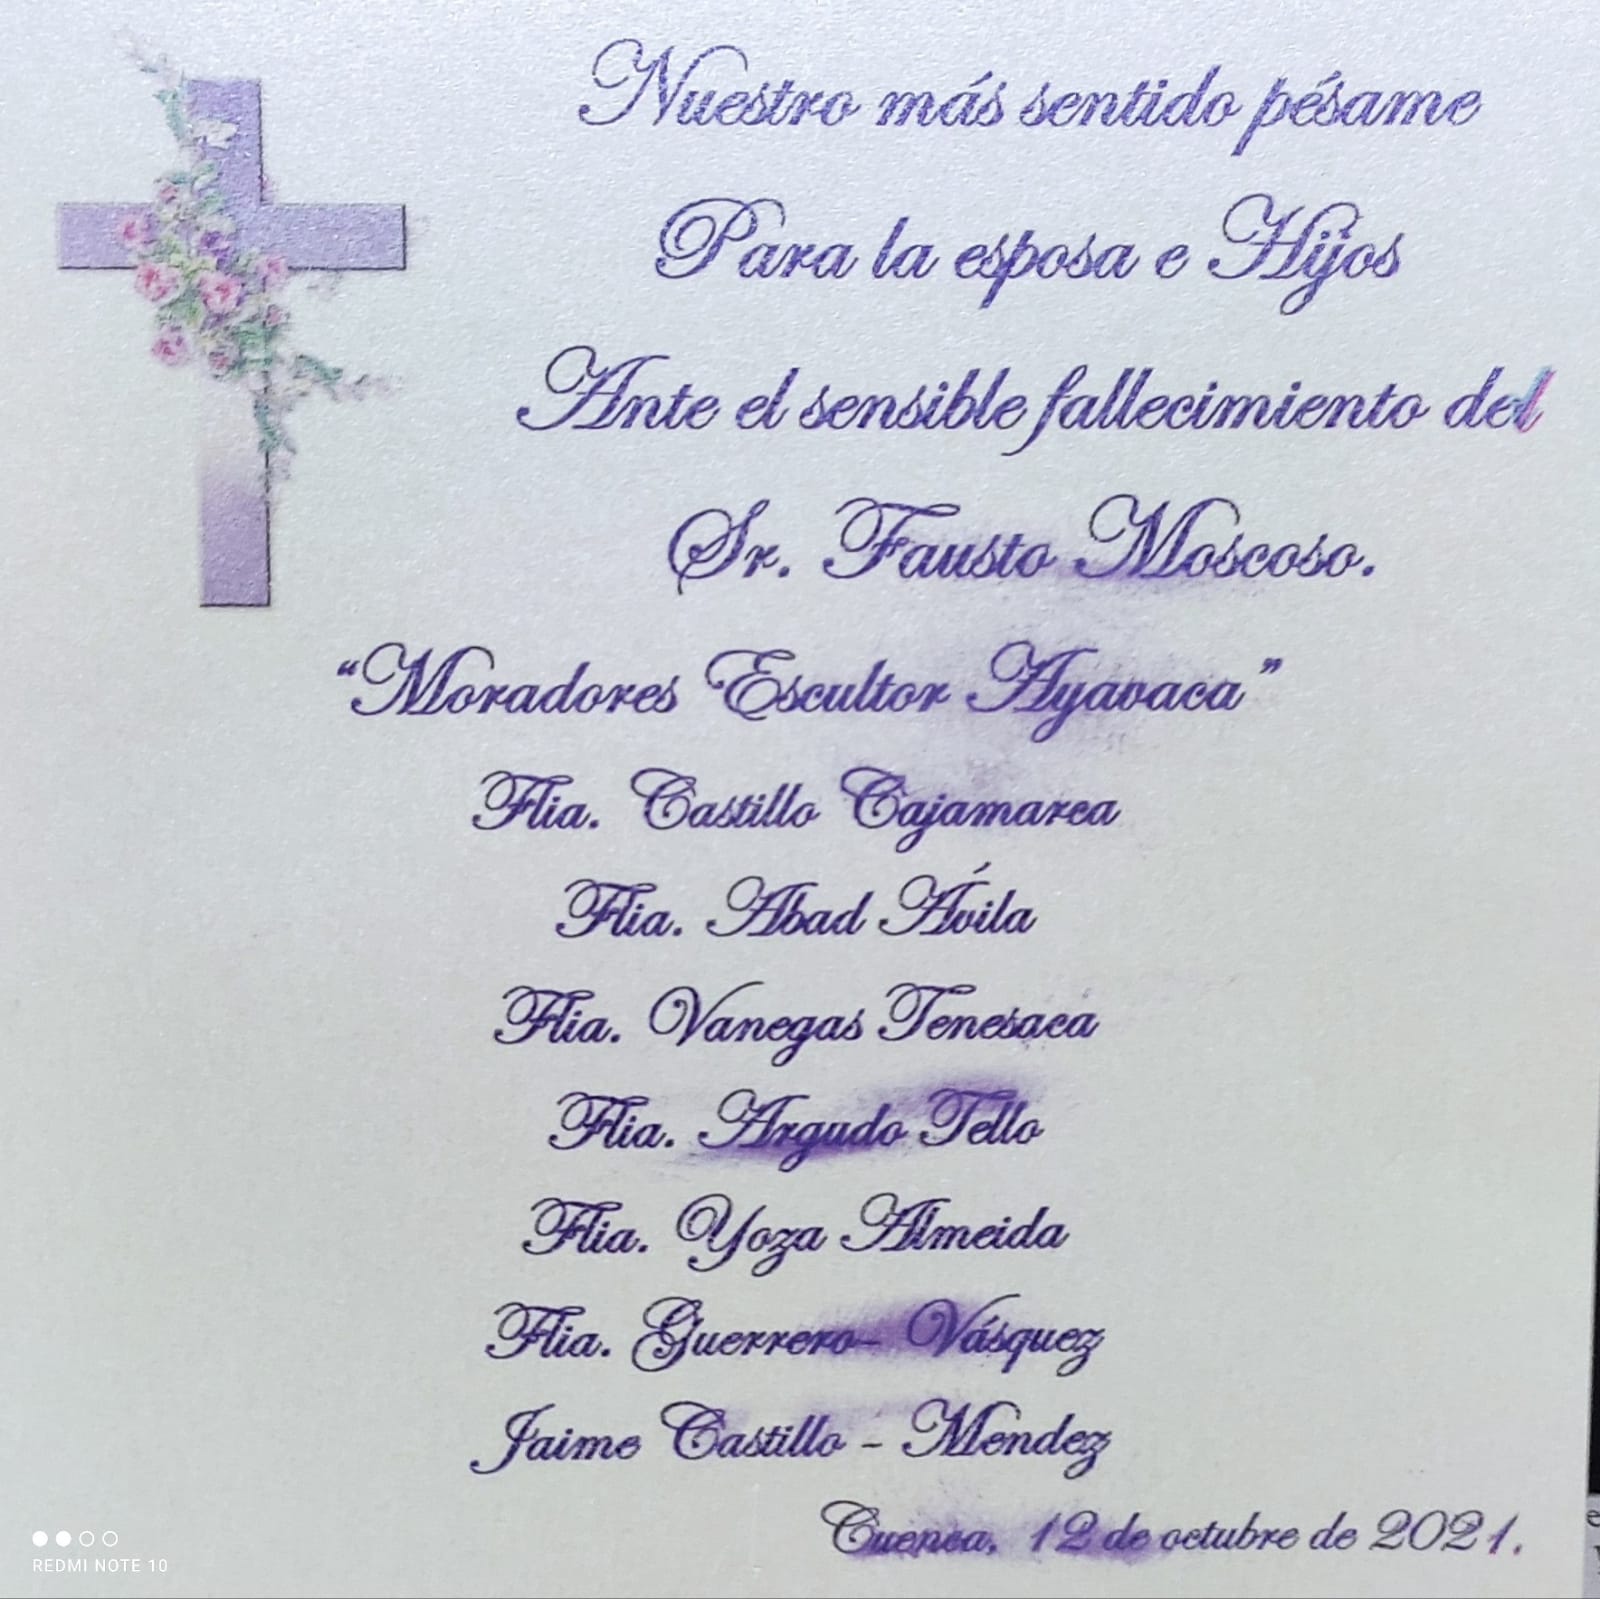 Nuestro más sentido pésame
Para la esposa e Hijos
Ante el sensible fallecimiento del
Sr. Fausto Moscoso.
“Moradores Escultor Ayavaca”
Flia. Castillo Cajamarca
Flia. Abad Ávila
Flia. Vanegas Tenesaca
Flia. Argudo Tello
Flia. Yoza Almeida
Flia. Guerrero- Vásquez
Jaime Castillo - Mendez
Cuenca, 12 de octubre de 2021.
REDMI NOTE 10